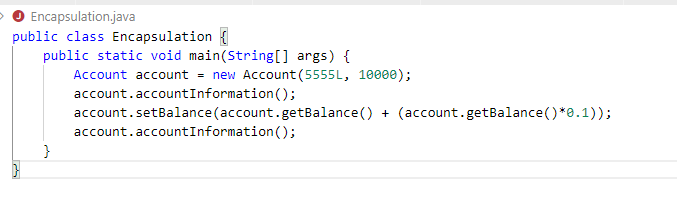 Encapsulation.java
public class Encapsulation {
    public static void main(String[] args) {
        Account account = new Account(5555L, 10000);
        account.accountInformation();
        account.setBalance(account.getBalance() + (account.getBalance()*0.1));
        account.accountInformation();
    }
}